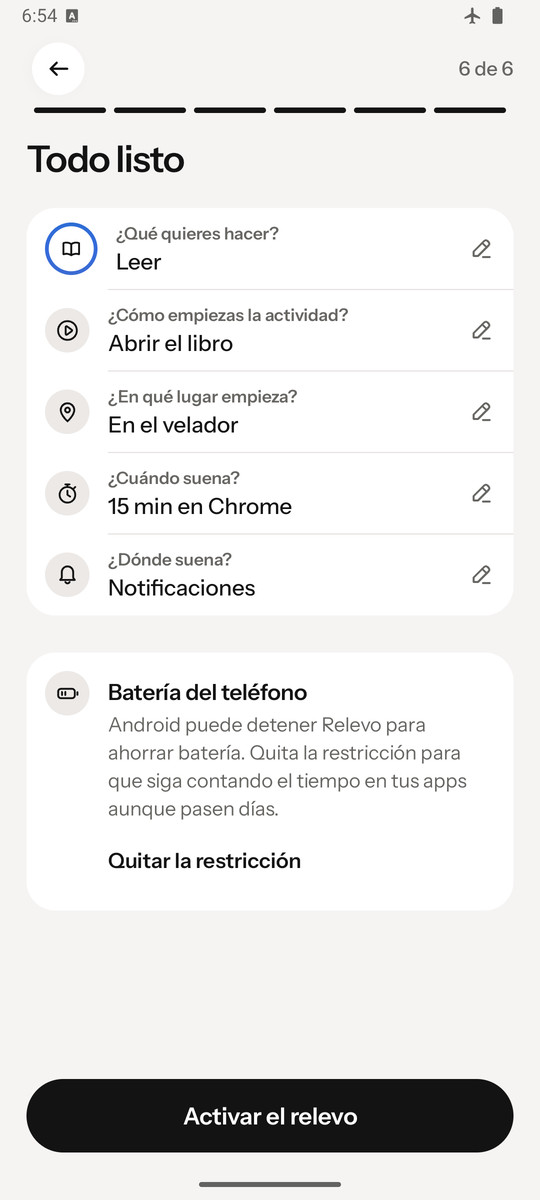 6:54
6 de 6
Todo listo
¿Qué quieres hacer?
Leer
¿Cómo empiezas la actividad?
Abrir el libro
¿En qué lugar empieza?
En el velador
¿Cuándo suena?
15 min en Chrome
¿Dónde suena?
Notificaciones
Batería del teléfono
Android puede detener Relevo para
ahorrar batería. Quita la restricción para
que siga contando el tiempo en tus apps
aunque pasen días.
Quitar la restricción
Activar el relevo